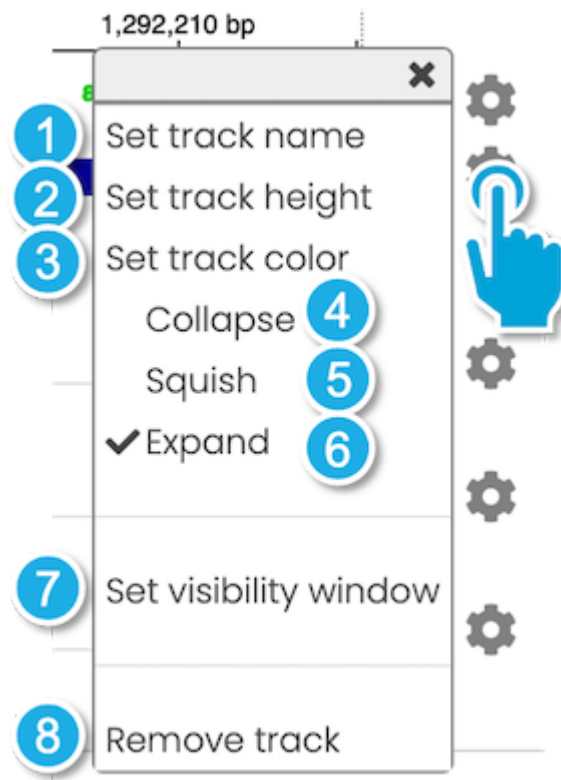 1,292,210 bp
1 Set track name
2 Set track height
3 Set track color
Collapse 4
Squish 5
Expand 6
7 Set visibility window
8 Remove track